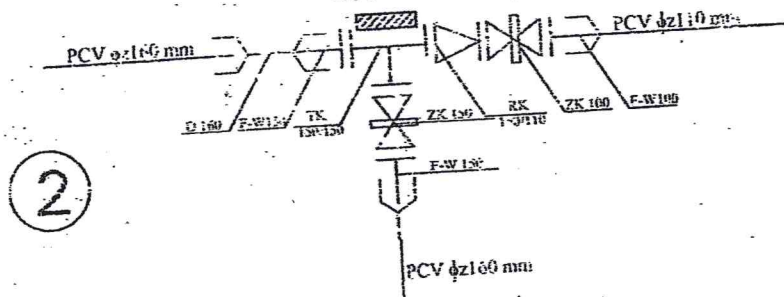 PCV φz160 mm
PCV φz110 mm
F-W150
TK
150/150
ZK 150
RK
ZK 100
F-W100
F-W 150
2
PCV φz160 mm